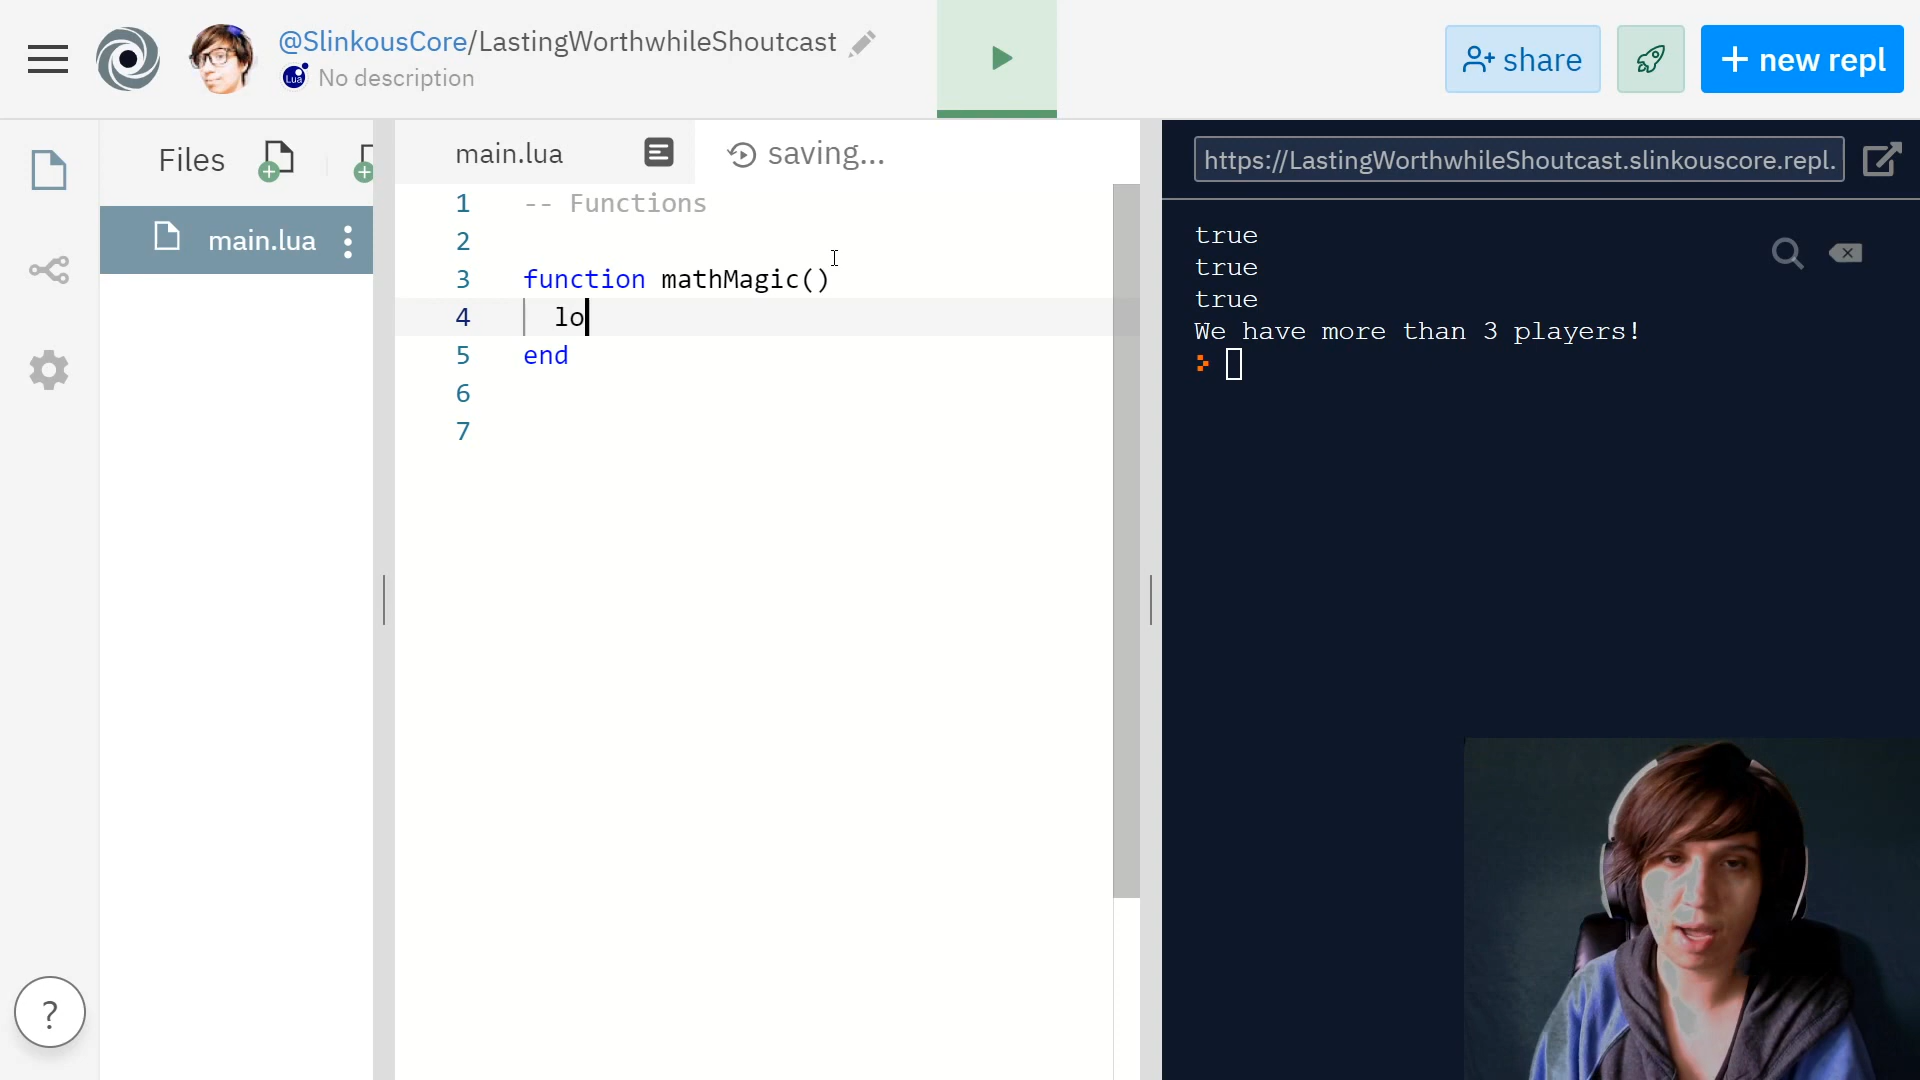 @SlinkousCore/LastingWorthwhileShoutcast
Lua No description
share
+ new repl
Files
main.lua
main.lua
saving...
1 -- Functions
2
3 function mathMagic()
4 lo
5 end
6
7
https://LastingWorthwhileShoutcast.slinkouscore.repl.
true
true
true
We have more than 3 players!
>
?